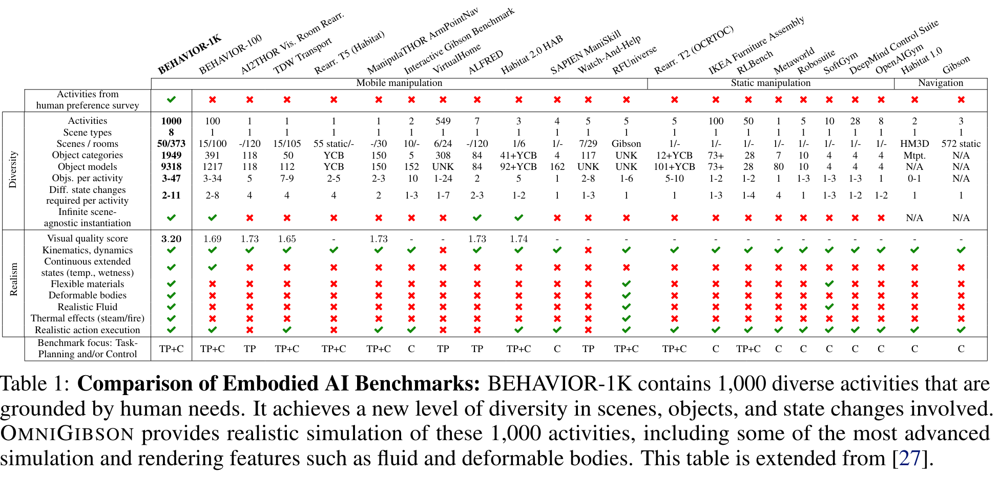 BEHAVIOR-1K BEHAVIOR-100 AI2THOR Vis. Room Rearr. TDW Transport Rearr. T5 (Habitat) ManipulaTHOR ArmPointNav Interactive Gibson Benchmark VirtualHome ALFRED Habitat 2.0 HAB SAPIEN ManiSkill Watch-And-Help RFUniverse Rearr. T2 (OCRTOC) IKEA Furniture Assembly RLBench Metaworld Robosuite SoftGym DeepMind Control Suite OpenAIGym Habitat 1.0 Gibson
Mobile manipulation Static manipulation Navigation
Activities from
human preference survey ✓ ✗ ✗ ✗ ✗ ✗ ✗ ✗ ✗ ✗ ✗ ✗ ✗ ✗ ✗ ✗ ✗ ✗ ✗ ✗ ✗ ✗ ✗
Diversity
Activities 1000 100 1 1 1 1 2 549 7 3 4 5 5 5 100 50 1 5 10 28 8 2 3
Scene types 8 1 1 1 1 1 1 1 1 1 1 1 1 1 1 1 1 1 1 1 1 1 1
Scenes / rooms 50/373 15/100 -/120 15/105 55 static/- -/30 10/- 6/24 -/120 1/6 1/- 7/29 Gibson 1/- 1/- 1/- 1/- 1/- 1/- 1/- 1/- HM3D 572 static
Object categories 1949 391 118 50 YCB 150 5 308 84 41+YCB 4 117 UNK 12+YCB 73+ 28 7 10 4 4 4 Mtpt. N/A
Object models 9318 1217 118 112 YCB 150 152 UNK 84 92+YCB 162 UNK UNK 101+YCB 73+ 28 80 10 4 4 4 N/A N/A
Objs. per activity 3-47 3-34 5 7-9 2-5 2-3 10 1-24 2 5 1 2-8 1-6 5-10 1-2 1-2 1 1-3 1-3 1-3 1 0-1 N/A
Diff. state changes
required per activity 2-11 2-8 4 4 4 2 1-3 1-7 2-3 1-2 1 1-3 1 1 1-3 1-4 4 1 1-3 1-2 1-2 1 1
Infinite scene-
agnostic instantiation ✓ ✓ ✗ ✗ ✗ ✗ ✗ ✗ ✓ ✓ ✗ ✗ ✗ ✗ ✗ ✗ ✗ ✗ ✗ ✗ ✗ N/A N/A
Realism
Visual quality score 3.20 1.69 1.73 1.65 - 1.73 - - 1.73 1.74 - - - - - - - - - - - - -
Kinematics, dynamics ✓ ✓ ✓ ✓ ✓ ✓ ✓ ✗ ✓ ✓ ✓ ✗ ✓ ✓ ✓ ✓ ✓ ✓ ✓ ✓ ✓ ✓ ✓
Continuous extended
states (temp., wetness) ✓ ✓ ✗ ✗ ✗ ✗ ✗ ✗ ✗ ✗ ✗ ✗ ✗ ✗ ✗ ✗ ✗ ✗ ✗ ✗ ✗ ✗ ✗
Flexible materials ✓ ✗ ✗ ✗ ✗ ✗ ✗ ✗ ✗ ✗ ✗ ✗ ✓ ✗ ✗ ✗ ✗ ✗ ✓ ✗ ✗ ✗ ✗
Deformable bodies ✓ ✗ ✗ ✗ ✗ ✗ ✗ ✗ ✗ ✗ ✗ ✗ ✓ ✗ ✗ ✗ ✗ ✗ ✗ ✗ ✗ ✗ ✗
Realistic Fluid ✓ ✗ ✗ ✗ ✗ ✗ ✗ ✗ ✗ ✗ ✗ ✗ ✓ ✗ ✗ ✗ ✗ ✗ ✓ ✗ ✗ ✗ ✗
Thermal effects (steam/fire) ✓ ✗ ✗ ✗ ✗ ✗ ✗ ✗ ✗ ✗ ✗ ✗ ✓ ✗ ✗ ✗ ✗ ✗ ✗ ✗ ✗ ✗ ✗
Realistic action execution ✓ ✓ ✗ ✓ ✗ ✓ ✓ ✗ ✗ ✓ ✓ ✗ ✓ ✓ ✓ ✓ ✓ ✓ ✓ ✓ ✓ ✓ ✓
Benchmark focus: Task-
Planning and/or Control TP+C TP+C TP TP+C TP+C TP+C C TP TP TP+C C TP TP+C TP+C C TP+C C C C C C C C
Table 1: Comparison of Embodied AI Benchmarks: BEHAVIOR-1K contains 1,000 diverse activities that are
grounded by human needs. It achieves a new level of diversity in scenes, objects, and state changes involved.
OMNIGIBSON provides realistic simulation of these 1,000 activities, including some of the most advanced
simulation and rendering features such as fluid and deformable bodies. This table is extended from [27].